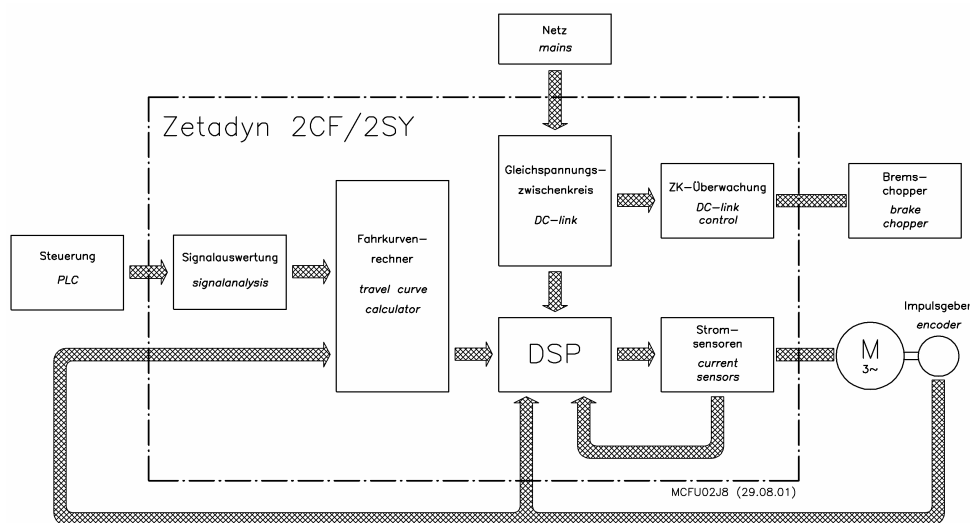 Netz
mains
Zetadyn 2CF/2SY
Gleichspannungs-
zwischenkreis
DC-link
ZK-Überwachung
DC-link
control
Brems-
chopper
brake
chopper
Steuerung
PLC
Signalauswertung
signalanalysis
Fahrkurven-
rechner
travel curve
calculator
DSP
Strom-
sensoren
current
sensors
M
3~
Impulsgeber
encoder
MCFU02J8 (29.08.01)